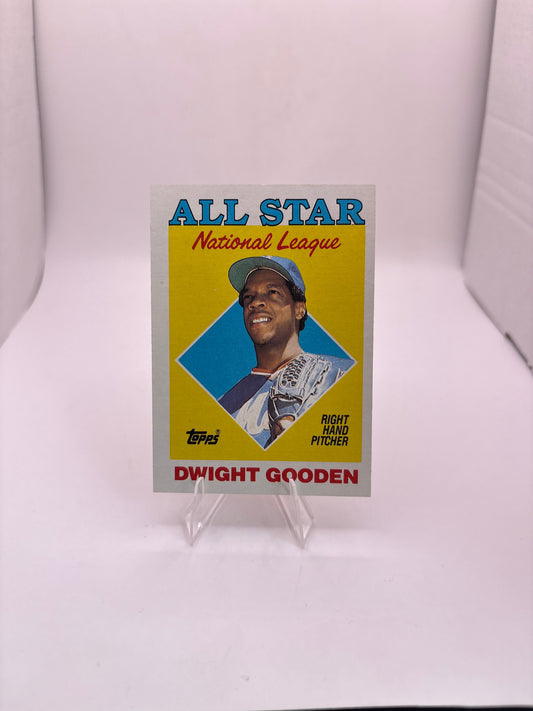 ALL STAR
National League
topps®
RIGHT
HAND
PITCHER
DWIGHT GOODEN